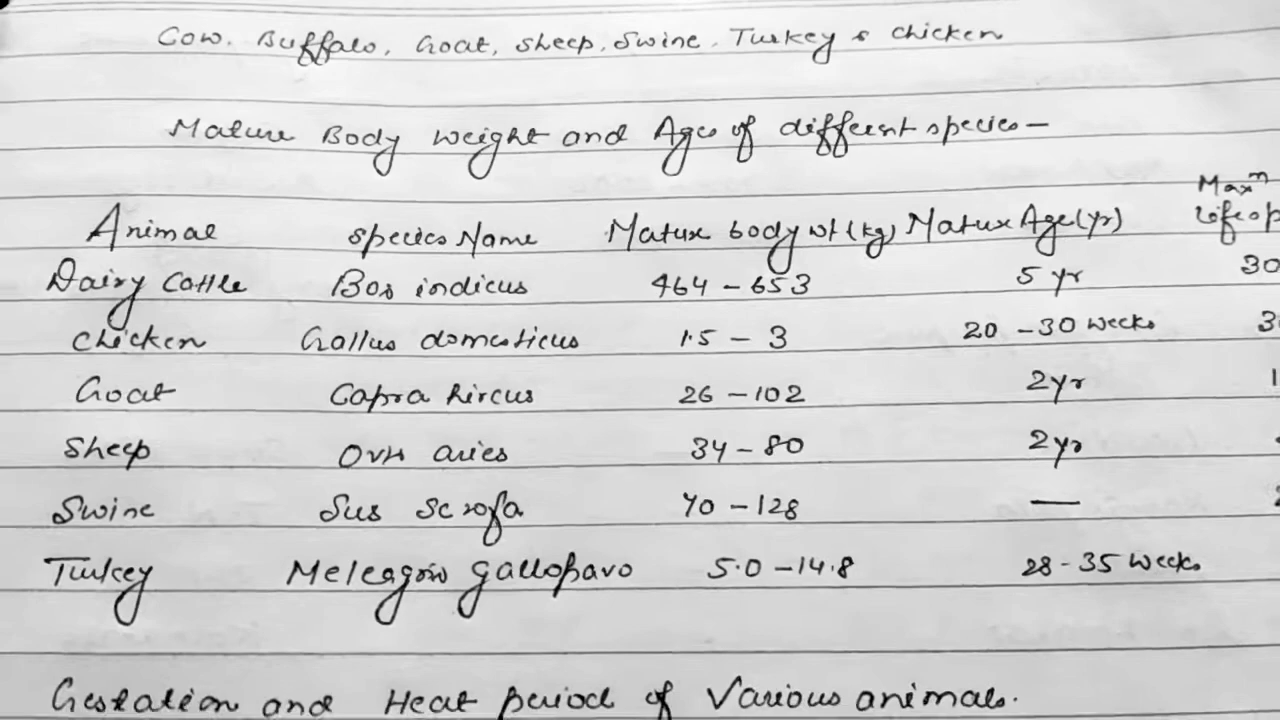 Cow. Buffalo, Goat, Sheep, Swine, Turkey & Chicken
Mature Body weight and Age of different species—
Animal Species Name Mature body wt (kg) Mature Age (yr) Maxm
Dairy Cattle Bos indicus 464 – 653 5 yr 30
Chicken Gallus domesticus 1.5 – 3 20 – 30 weeks
Goat Capra hircus 26 – 102 2yr
Sheep Ovis aries 34 – 80 2yr
Swine Sus Scrofa 70 – 128 —
Turkey Meleagris gallopavo 5.0 – 14.8 28 - 35 weeks
Gestation and Heat period of Various animals.